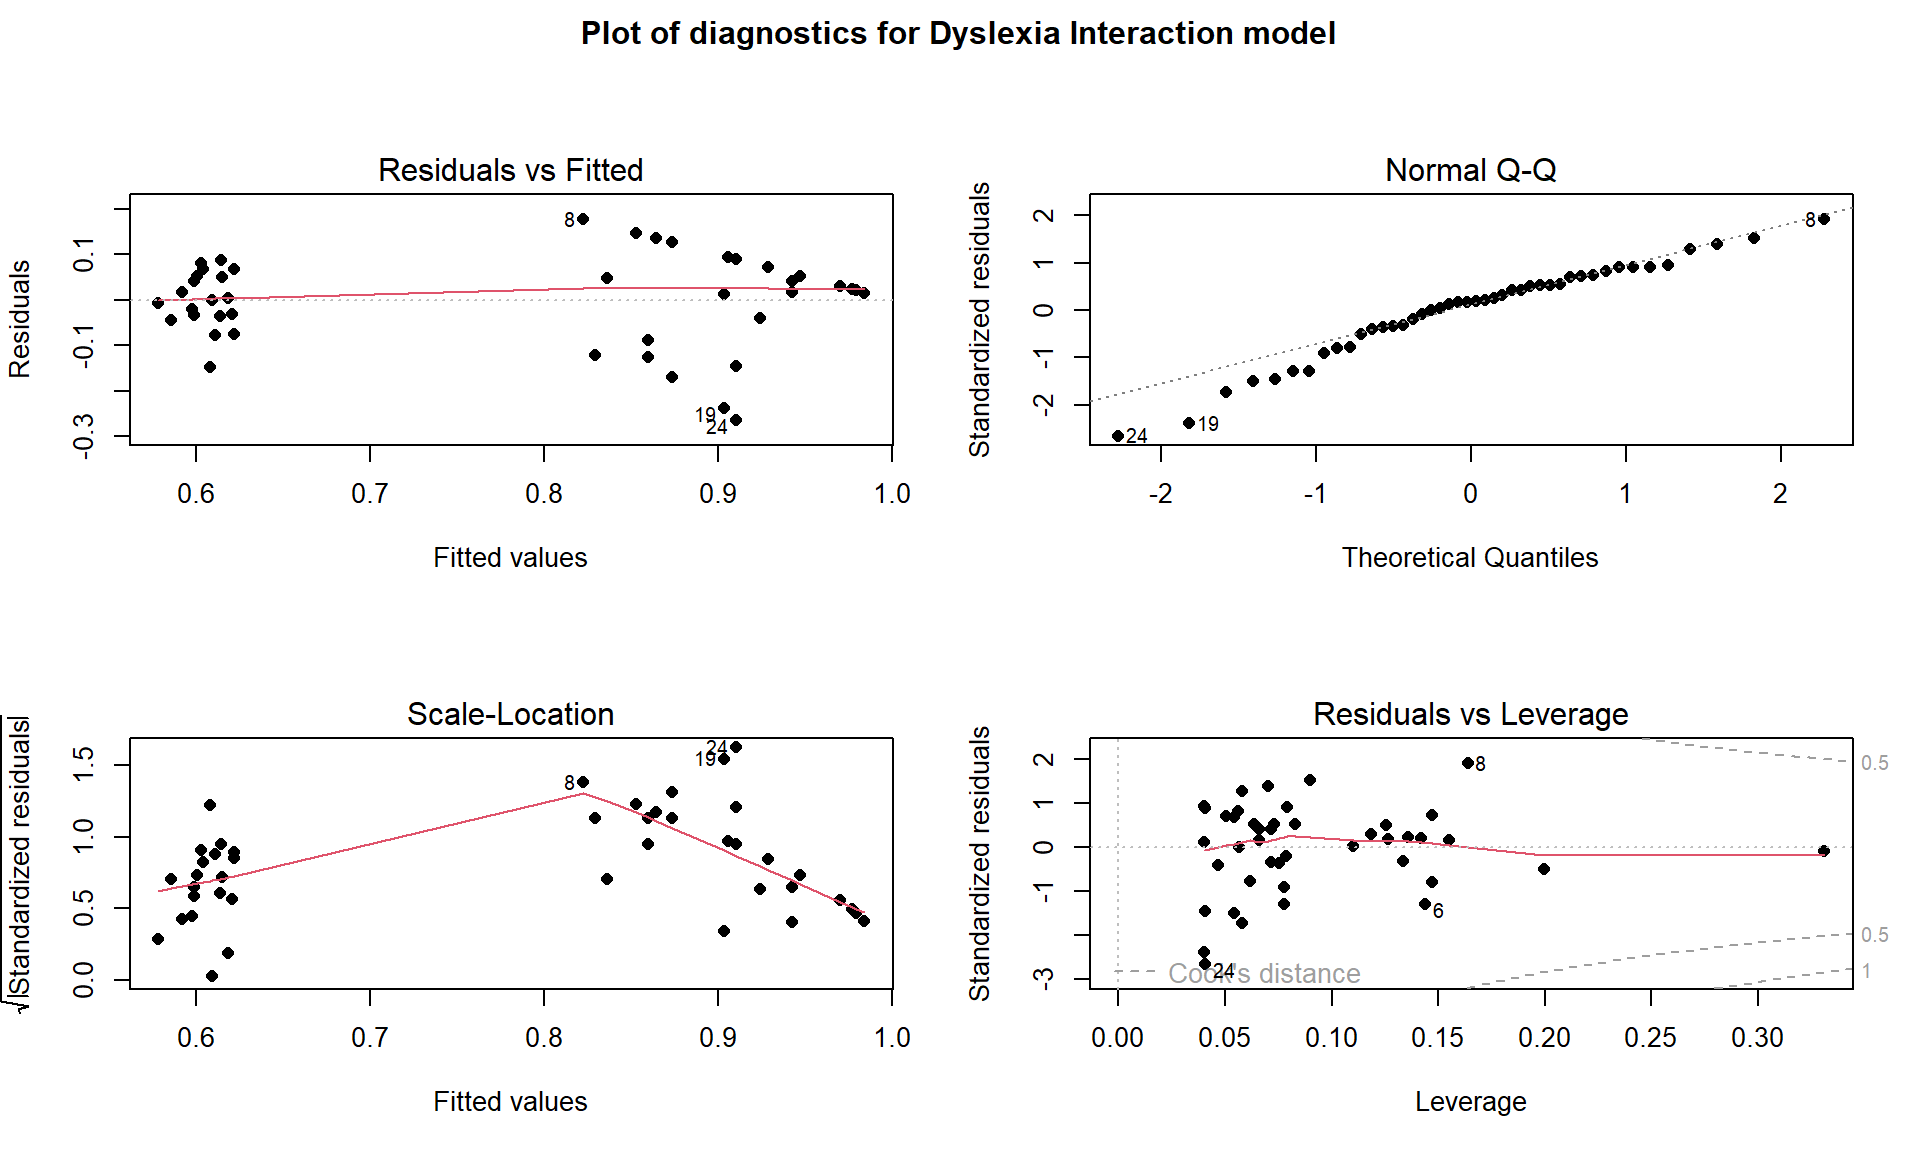 Plot of diagnostics for Dyslexia Interaction model
Residuals vs Fitted
Residuals
0.1
-0.1
-0.3
8
19
24
0.6 0.7 0.8 0.9 1.0
Fitted values
Normal Q-Q
Standardized residuals
2
1
0
-1
-2
8
19
24
-2 -1 0 1 2
Theoretical Quantiles
Scale-Location
√|Standardized residuals|
1.5
1.0
0.5
0.0
24
19
8
0.6 0.7 0.8 0.9 1.0
Fitted values
Residuals vs Leverage
Standardized residuals
2
1
0
-1
-3
8
6
24
Cook's distance
0.5
0.5
1
0.00 0.05 0.10 0.15 0.20 0.25 0.30
Leverage